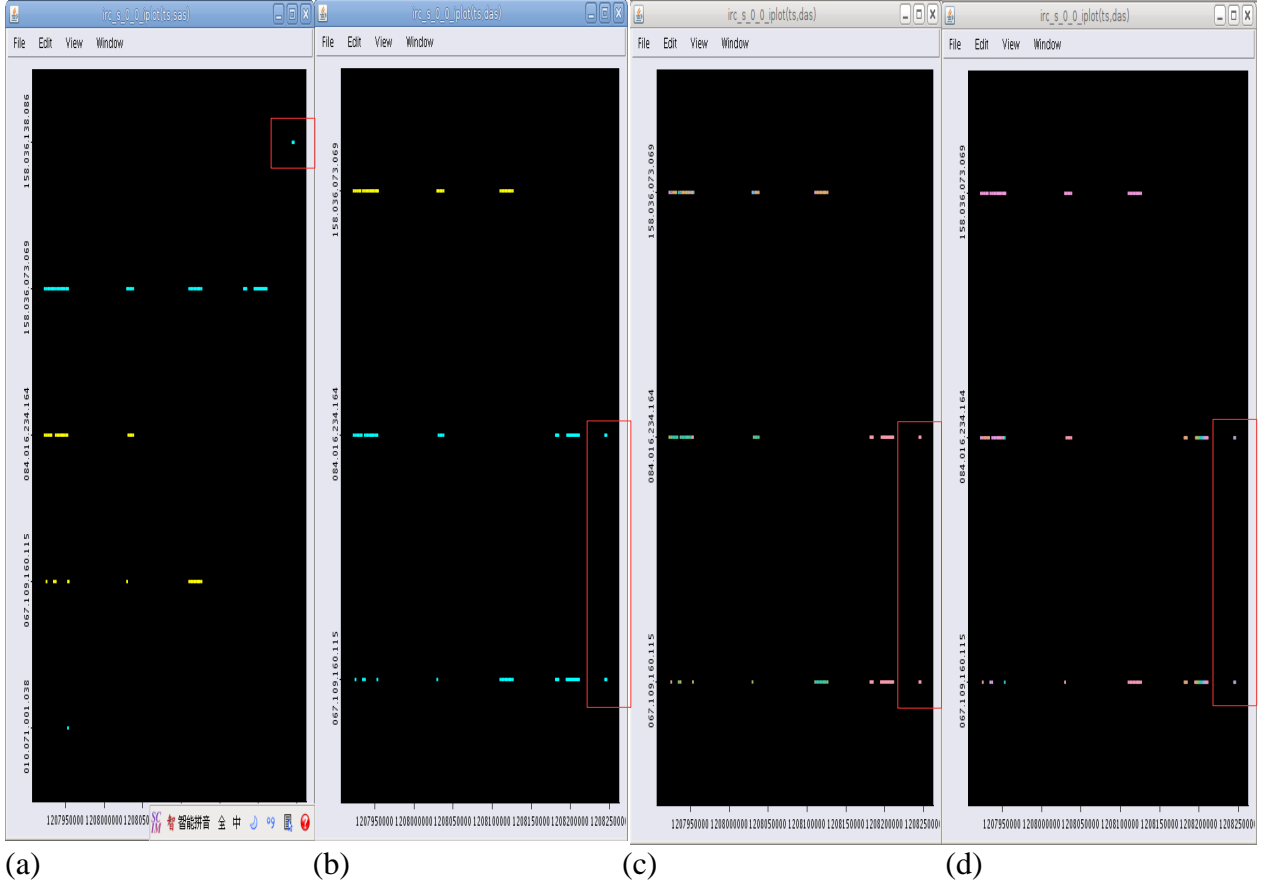 irc_s_0_0_iplot(ts,sas)
File Edit View Window
158.036.138.086
158.036.073.069
084.016.234.164
067.109.160.115
010.071.001.038
1207950000 1208000000 120805
SCIM 智 智能拼音 全 中
irc_s_0_0_iplot(ts,das)
File Edit View Window
158.036.073.069
084.016.234.164
067.109.160.115
1207950000 1208000000 1208050000 1208100000 1208150000 1208200000 120825000
irc_s_0_0_iplot(ts,das)
File Edit View Window
158.036.073.069
084.016.234.164
067.109.160.115
1207950000 1208000000 1208050000 1208100000 1208150000 1208200000 120825000
irc_s_0_0_iplot(ts,das)
File Edit View Window
158.036.073.069
084.016.234.164
067.109.160.115
1207950000 1208000000 1208050000 1208100000 1208150000 1208200000 120825000
(a) (b) (c) (d)